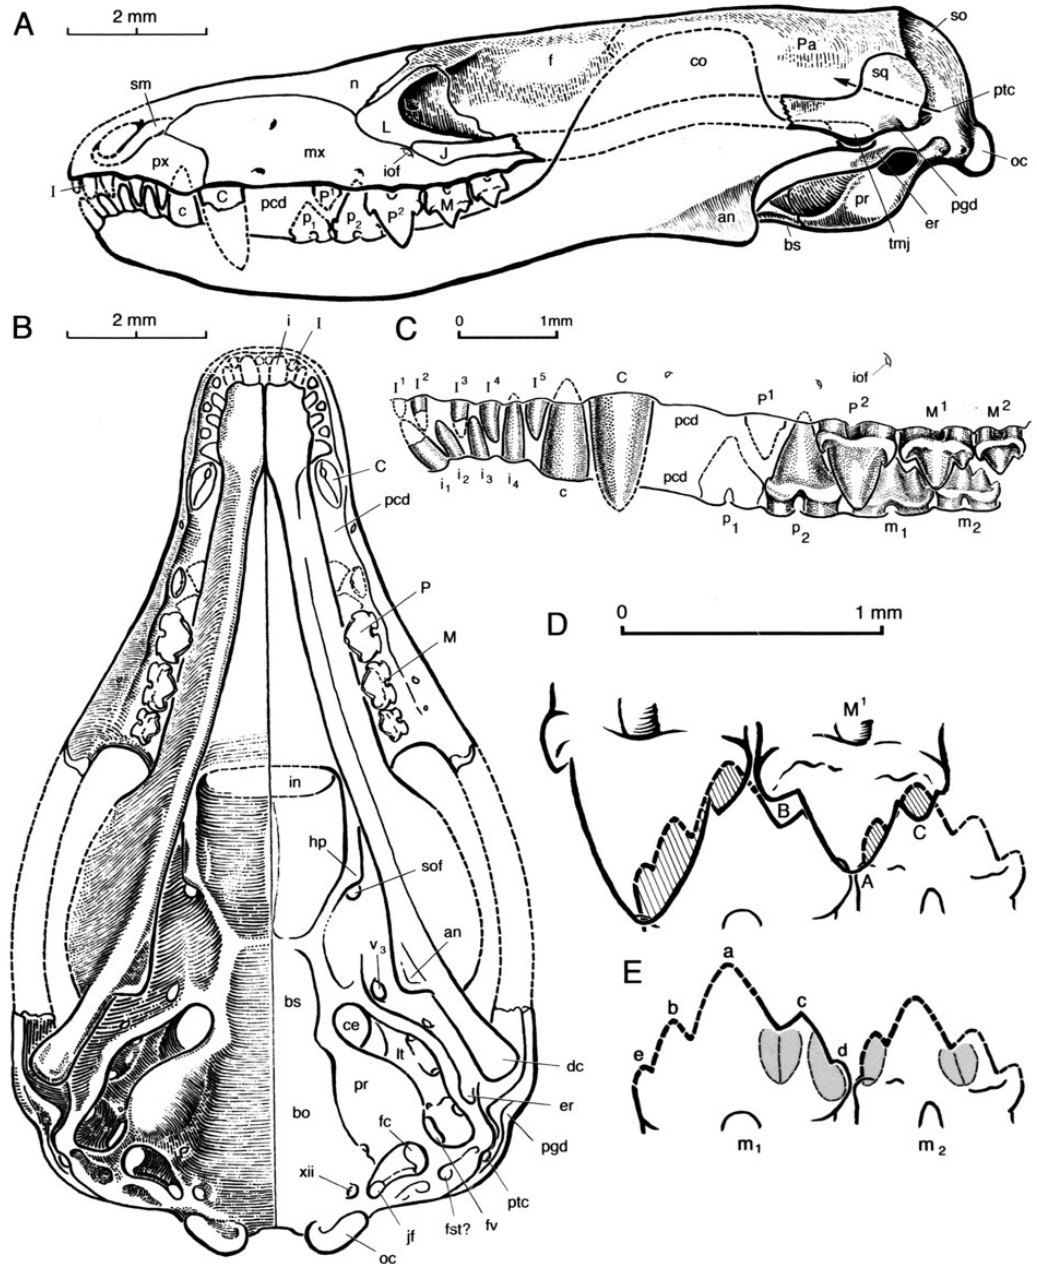 A
2 mm
so
Pa
f
co
sq
n
sm
ptc
L
mx
px
iof
J
oc
I
C
P¹
M
c
pcd
p₁
p₂
P²
pr
an
pgd
er
bs
tmj
B
2 mm
i
I
C
0
1mm
I¹
I²
I³
I⁴
I⁵
C
P¹
iof
P²
M¹
M²
pcd
C
pcd
pcd
i₁
i₂
i₃
i₄
c
p₁
p₂
m₁
m₂
P
M
D
0
1 mm
M¹
in
B
hp
C
sof
A
an
v₃
E
a
bs
b
c
ce
e
d
lt
dc
pr
er
bo
m₁
m₂
fc
pgd
xii
ptc
fv
jf
fst?
oc